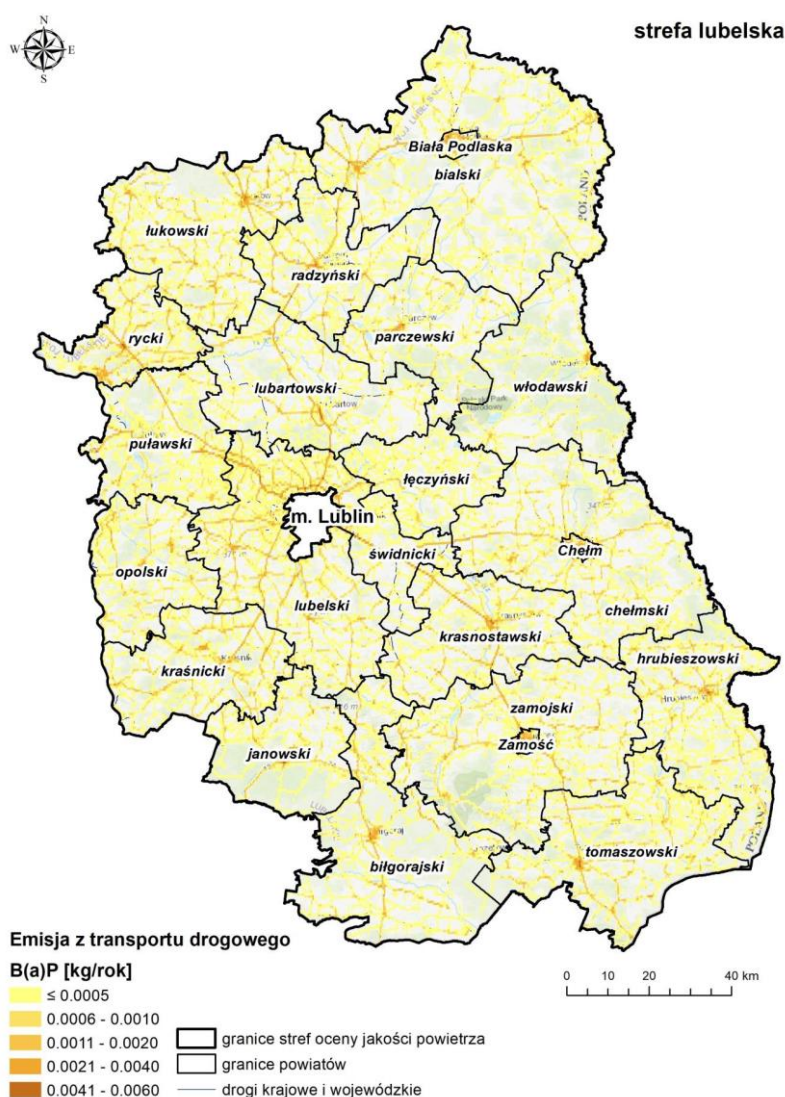 N
W E
S
strefa lubelska
Biała Podlaska
bialski
POLAND
łukowski
radzyński
rycki
parczewski
lubartowski
włodawski
puławski
łęczyński
m. Lublin
Chełm
świdnicki
opolski
lubelski
chełmski
krasnostawski
hrubieszowski
kraśnicki
zamojski
Zamość
janowski
tomaszowski
biłgorajski
Emisja z transportu drogowego
B(a)P [kg/rok]
0 10 20 40 km
≤ 0.0005
0.0006 - 0.0010
0.0011 - 0.0020 granice stref oceny jakości powietrza
0.0021 - 0.0040 granice powiatów
0.0041 - 0.0060 drogi krajowe i wojewódzkie